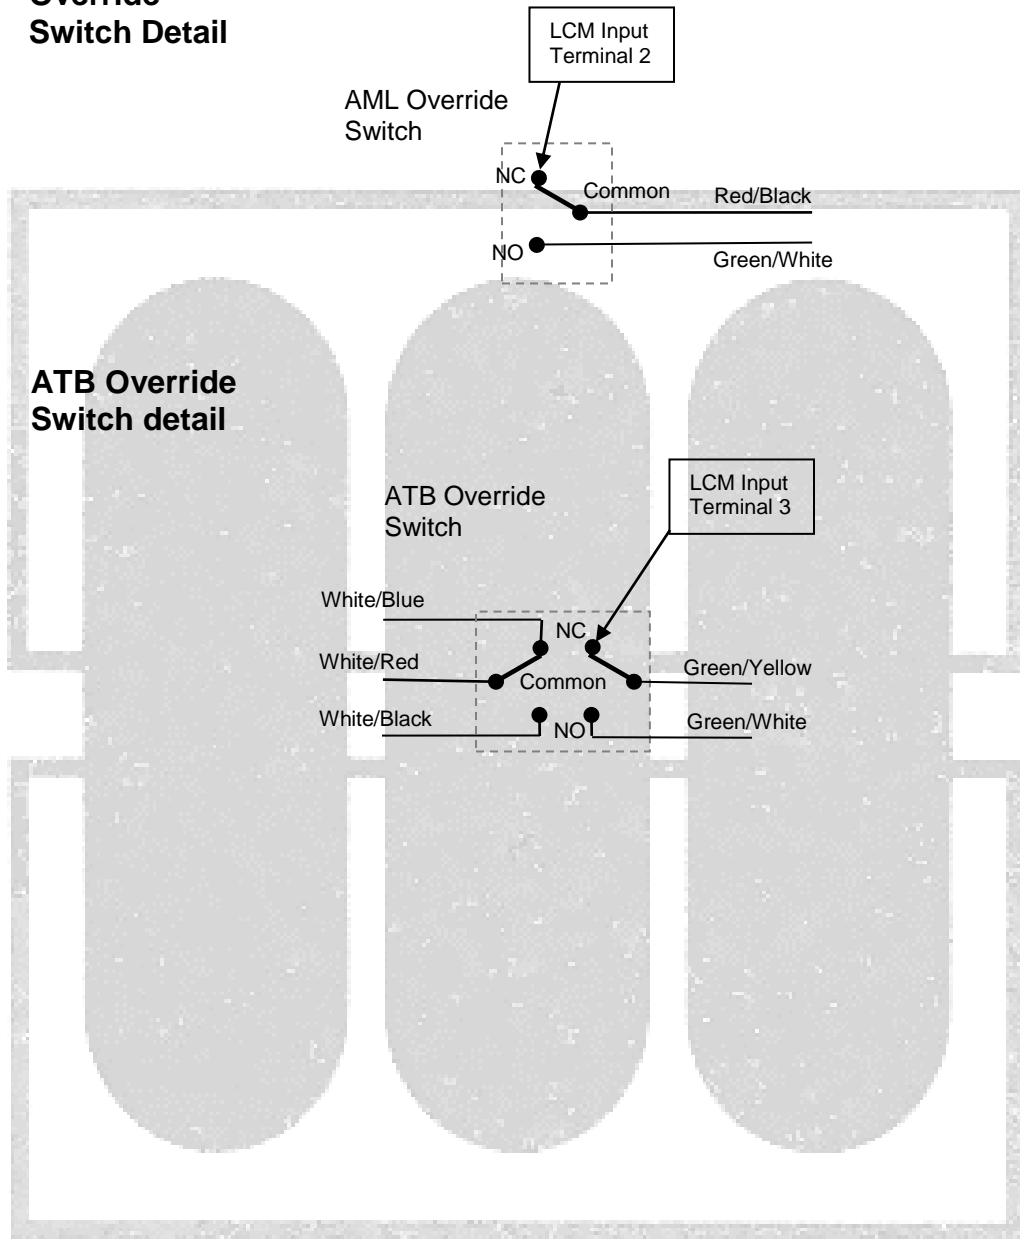 Override
Switch Detail
LCM Input
Terminal 2
AML Override
Switch
NC
Common
Red/Black
NO
Green/White
ATB Override
Switch detail
ATB Override
Switch
LCM Input
Terminal 3
White/Blue
NC
White/Red
Common
Green/Yellow
White/Black
NO
Green/White